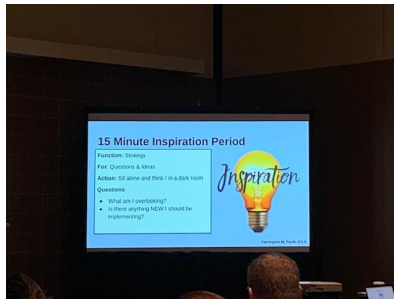 15 Minute Inspiration Period
Function: Strategy
For: Questions & Ideas
Action: Sit alone and think / in a dark room
Questions:
• What am I overlooking?
• Is there anything NEW I should be
implementing?
Inspiration